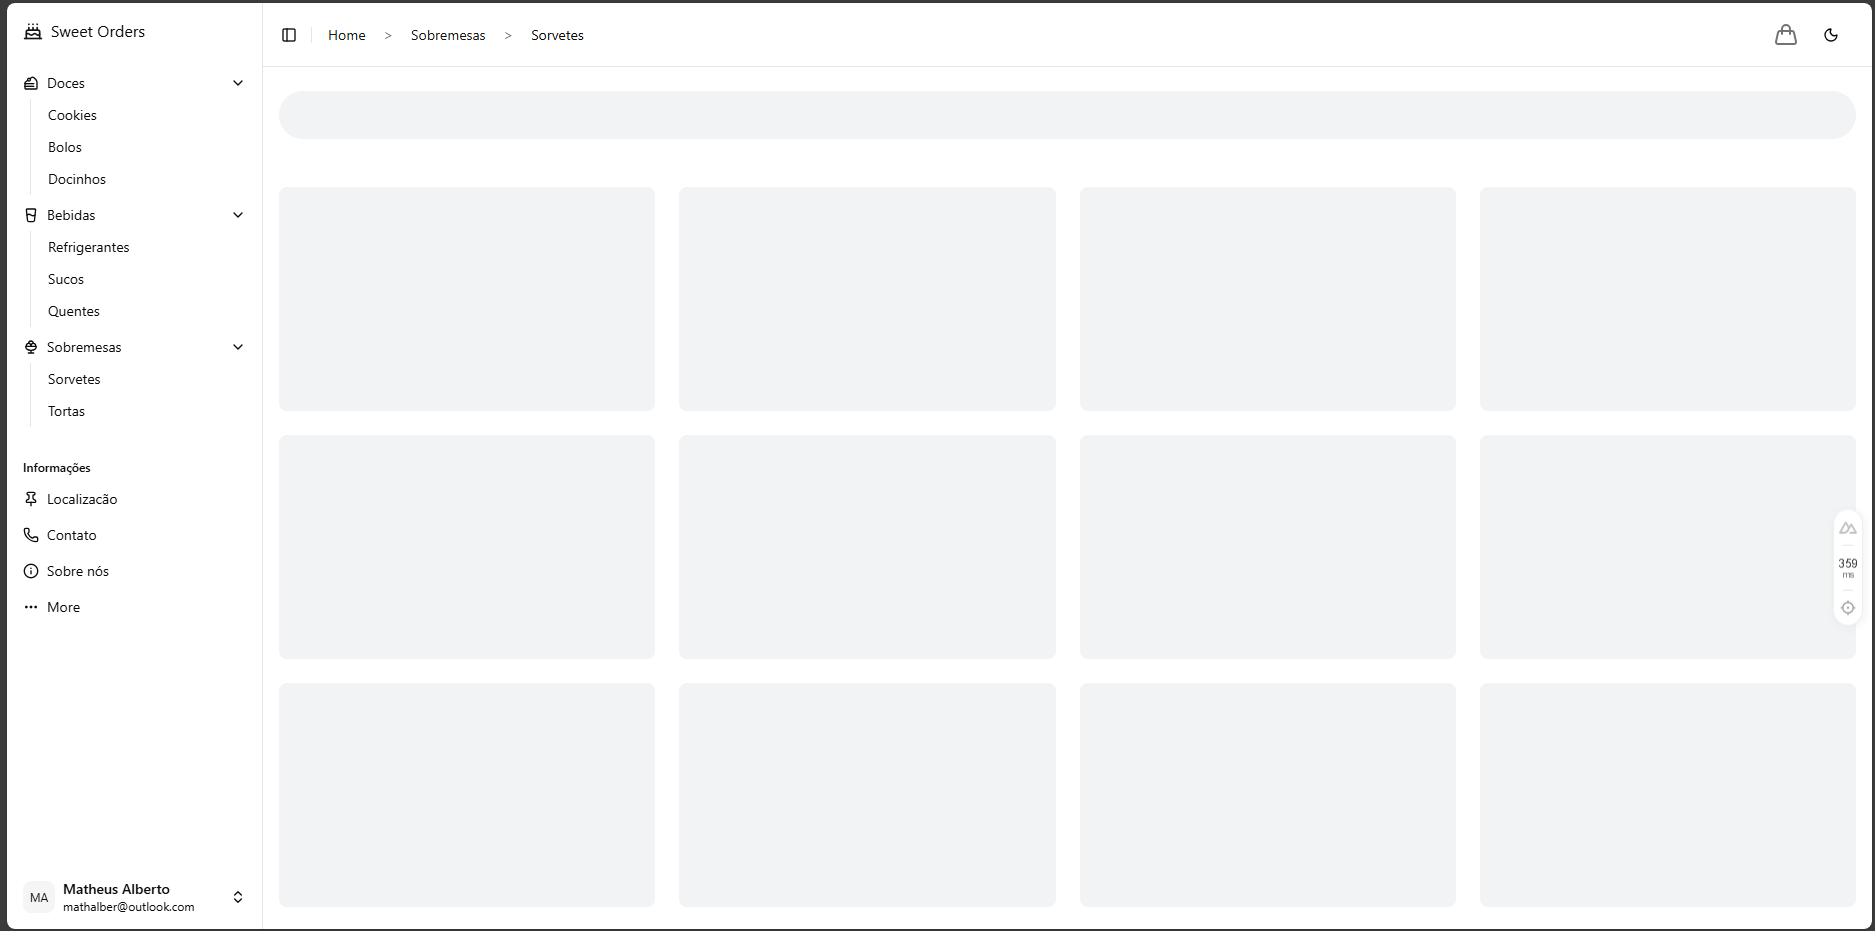 Sweet Orders
Doces
Cookies
Bolos
Docinhos
Bebidas
Refrigerantes
Sucos
Quentes
Sobremesas
Sorvetes
Tortas
Informações
Localizacão
Contato
Sobre nós
More
MA
Matheus Alberto
mathalber@outlook.com
Home > Sobremesas > Sorvetes
359
ms